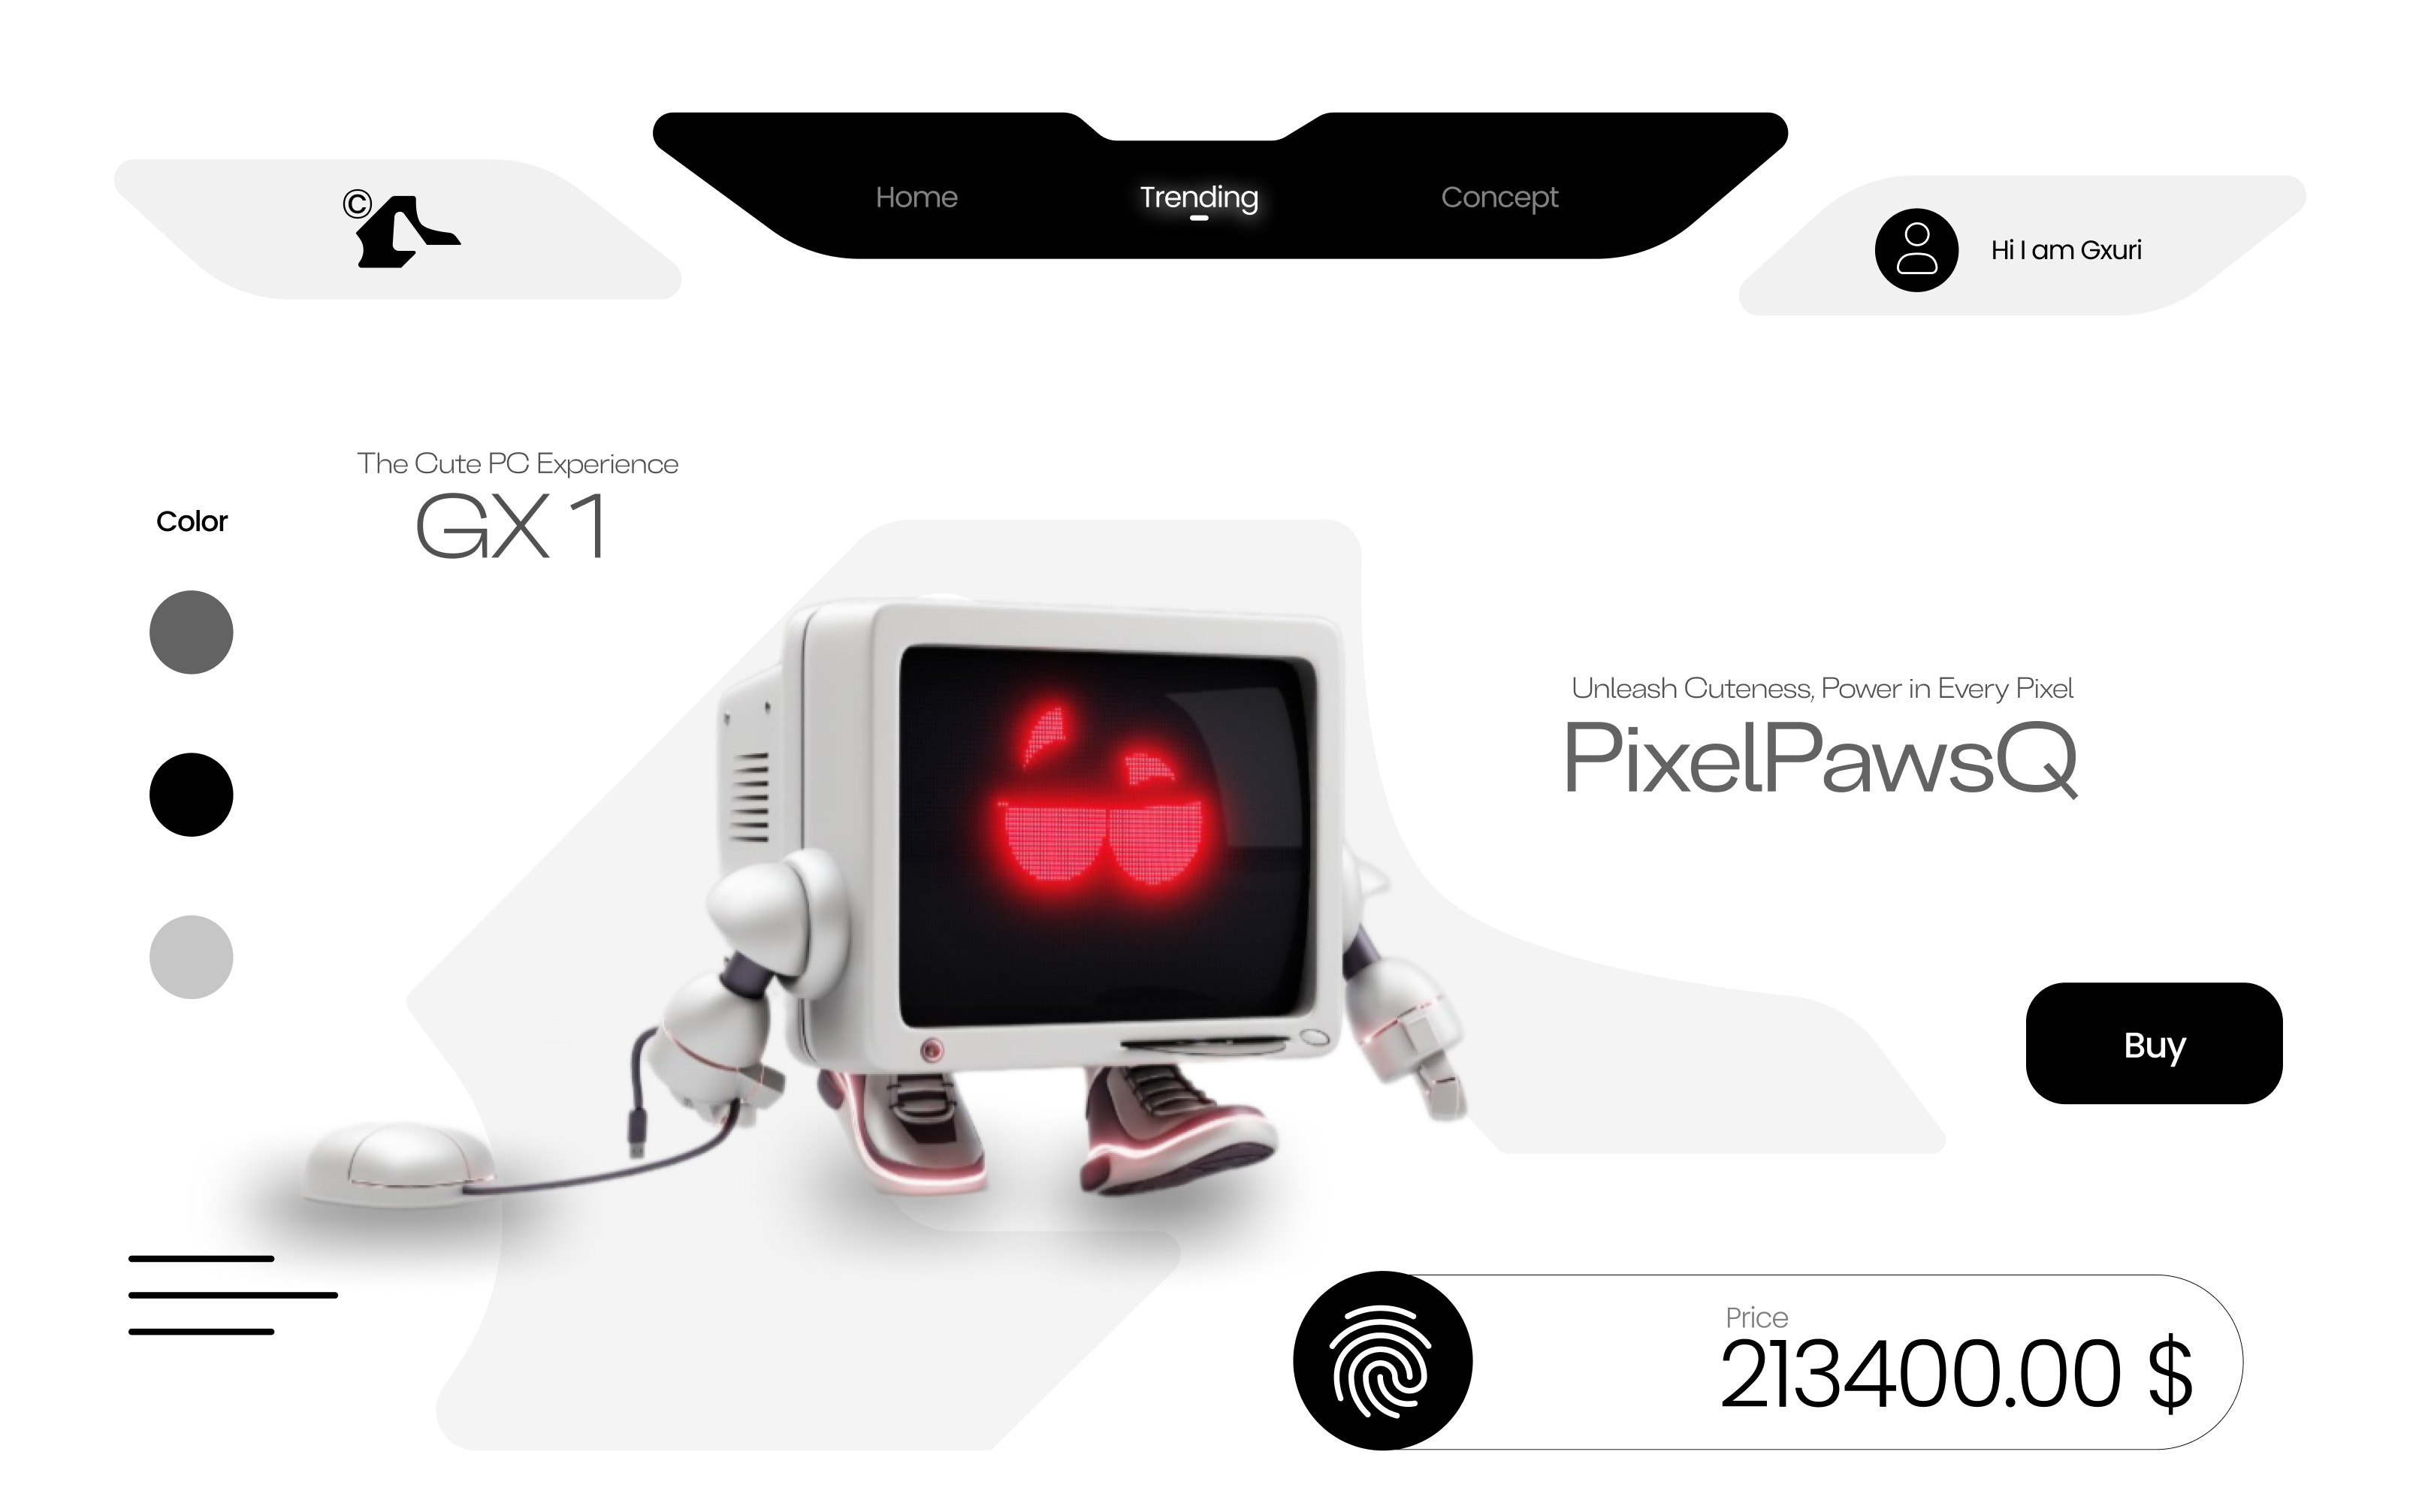 ©
Home
Trending
Concept
Hi I am Gxuri
The Cute PC Experience
GX 1
Color
Unleash Cuteness, Power in Every Pixel
PixelPawsQ
Buy
Price
213400.00 $